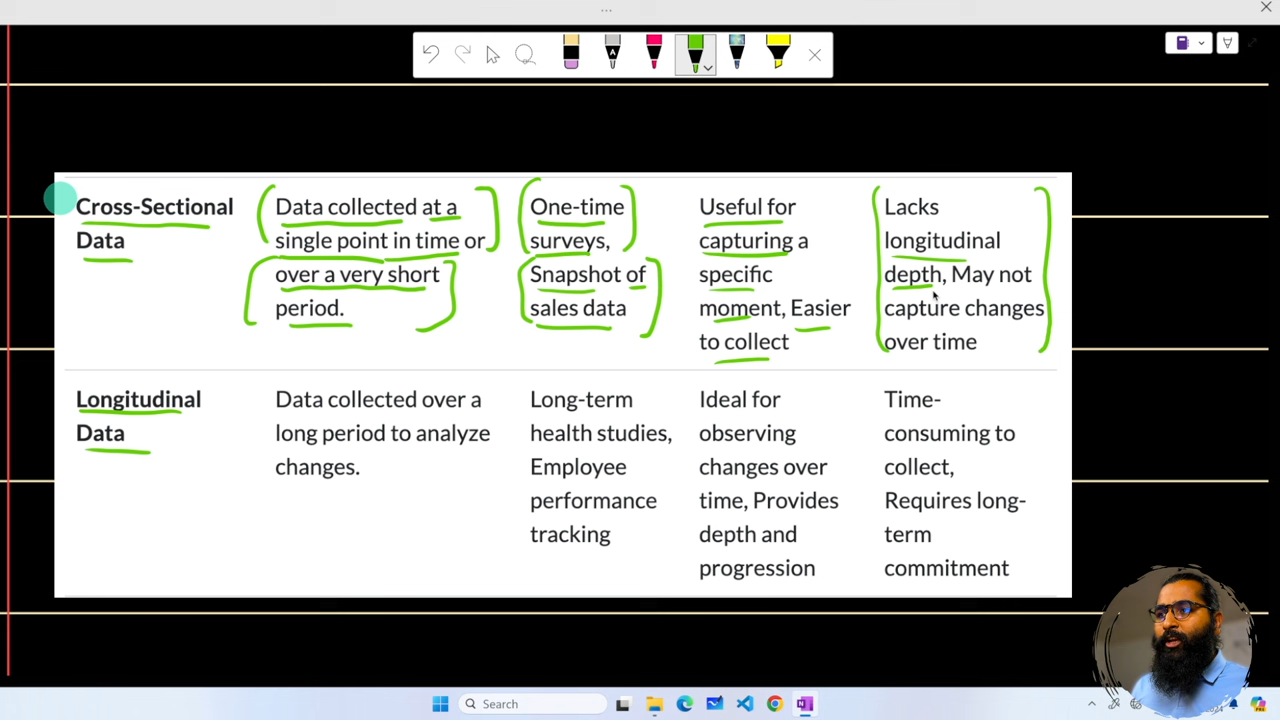 Cross-Sectional
Data
Data collected at a
single point in time or
over a very short
period.
One-time
surveys,
Snapshot of
sales data
Useful for
capturing a
specific
moment, Easier
to collect
Lacks
longitudinal
depth, May not
capture changes
over time
Longitudinal
Data
Data collected over a
long period to analyze
changes.
Long-term
health studies,
Employee
performance
tracking
Ideal for
observing
changes over
time, Provides
depth and
progression
Time-
consuming to
collect,
Requires long-
term
commitment
Search